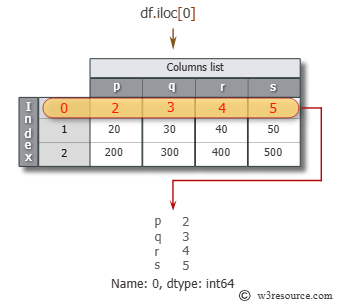 df.iloc[0]
Columns list
p q r s
Index
0 2 3 4 5
1 20 30 40 50
2 200 300 400 500
p 2
q 3
r 4
s 5
Name: 0, dtype: int64
© w3resource.com